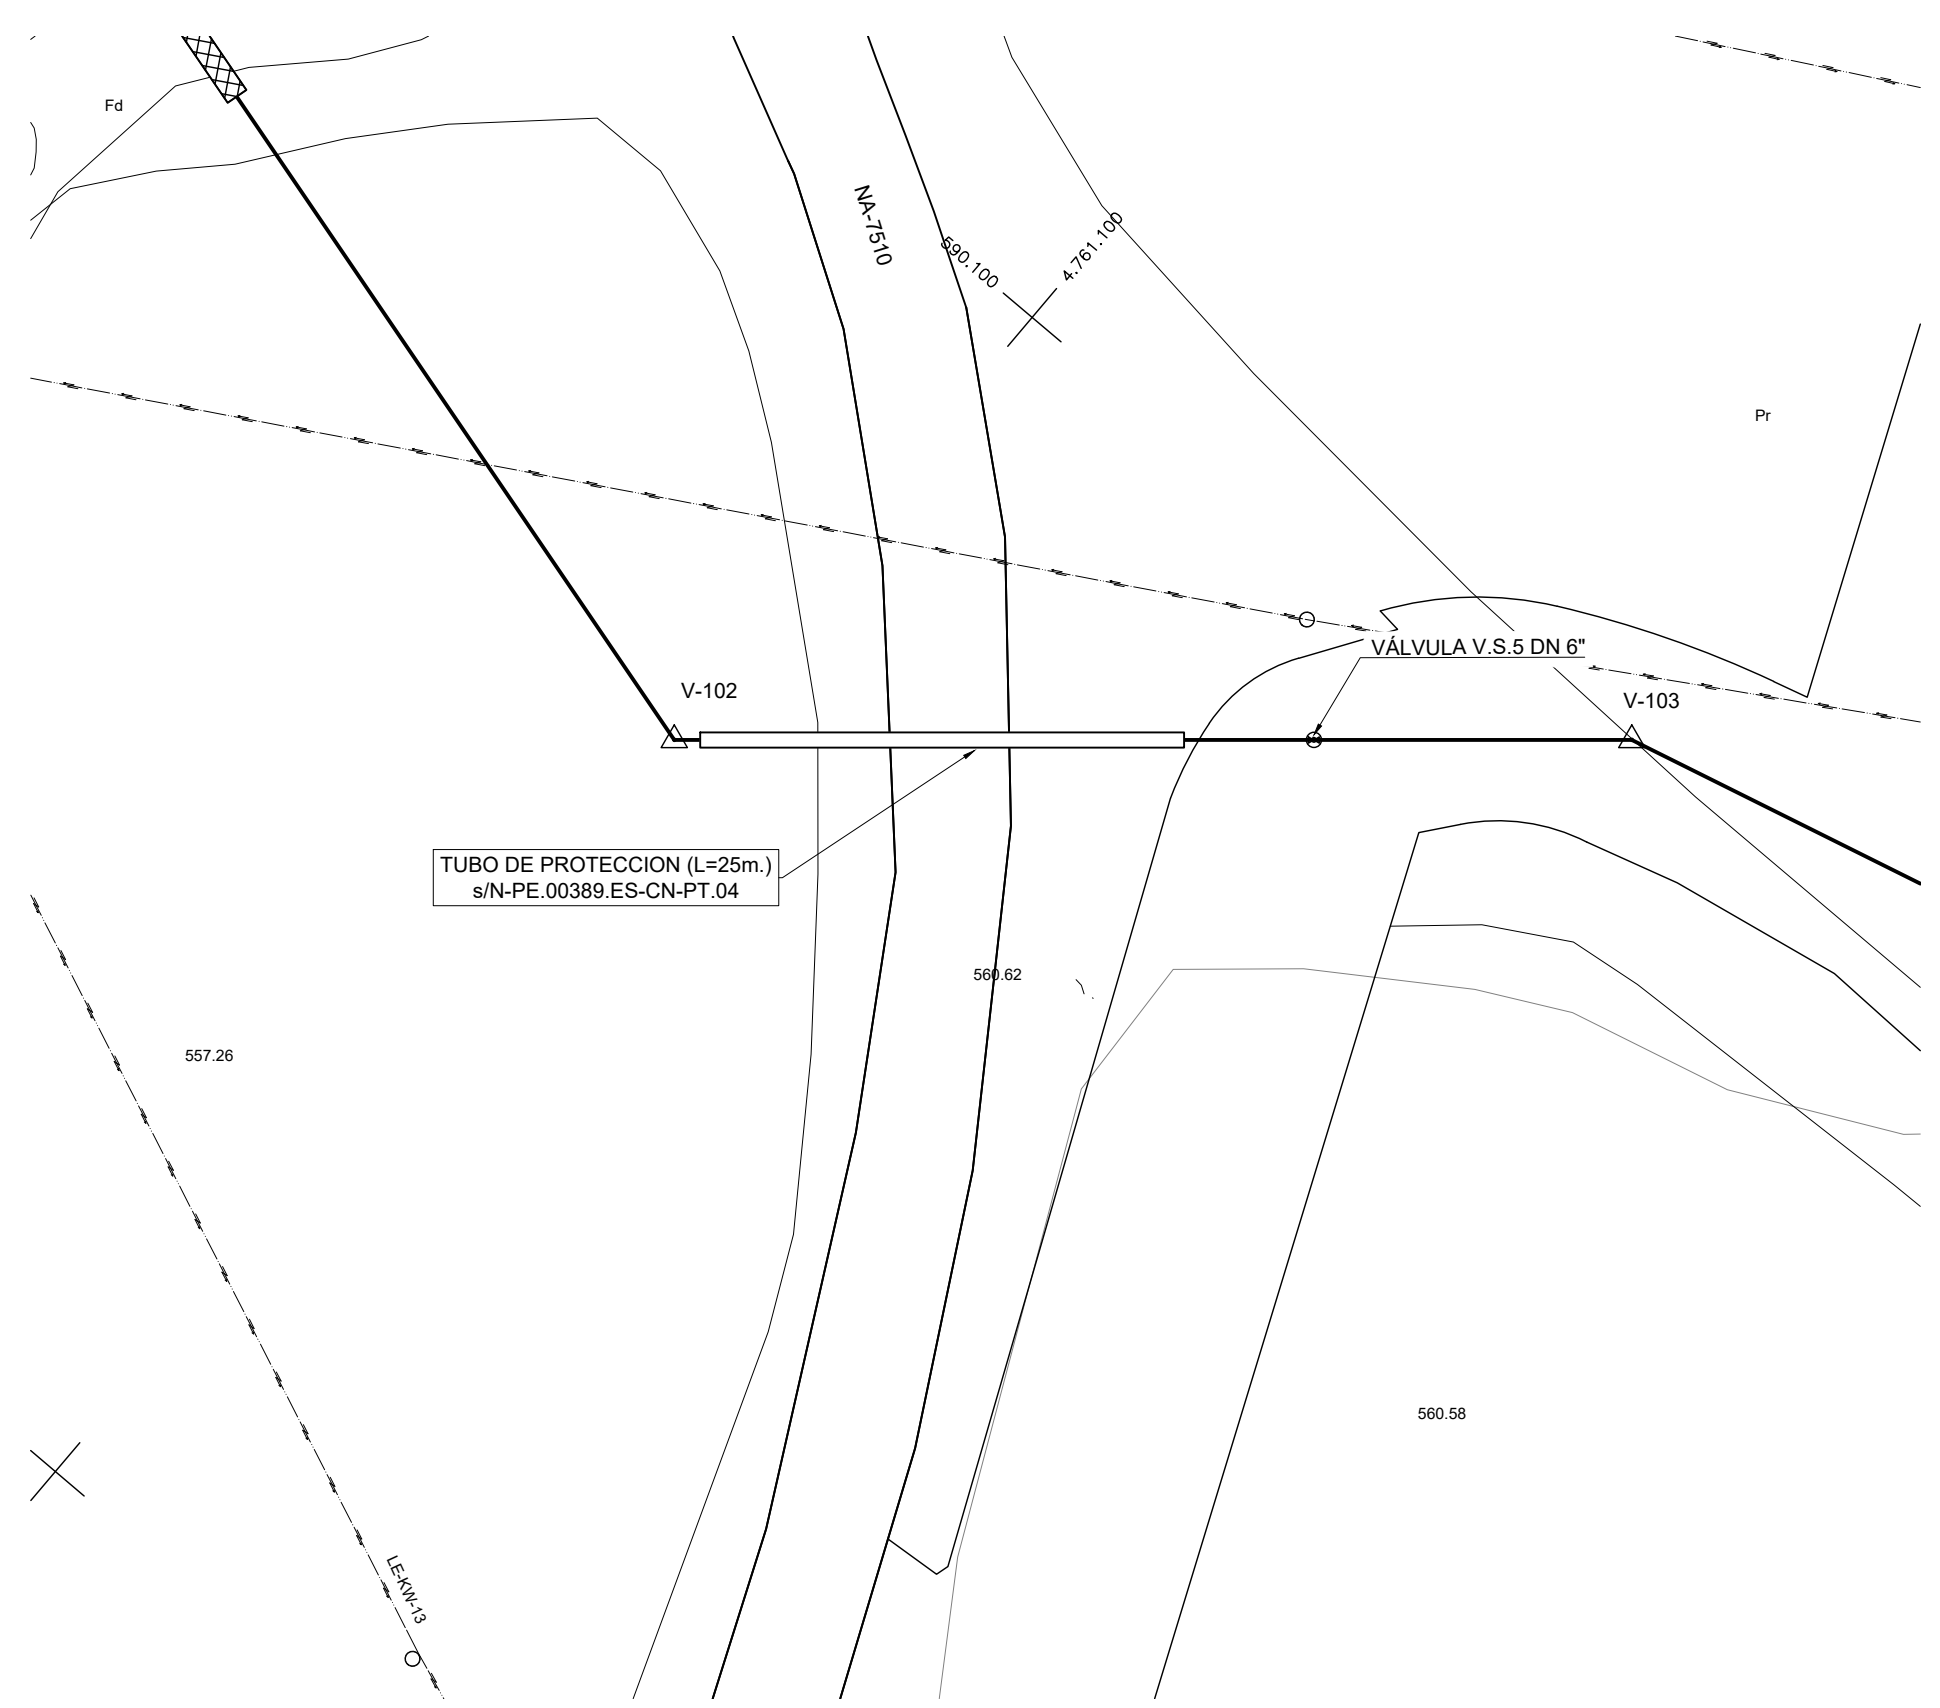 Fd
NA-7510
590.100
4.761.100
Pr
VÁLVULA V.S.5 DN 6"
V-102
V-103
TUBO DE PROTECCION (L=25m.)
s/N-PE.00389.ES-CN-PT.04
560.62
557.26
560.58
LE-KW-13